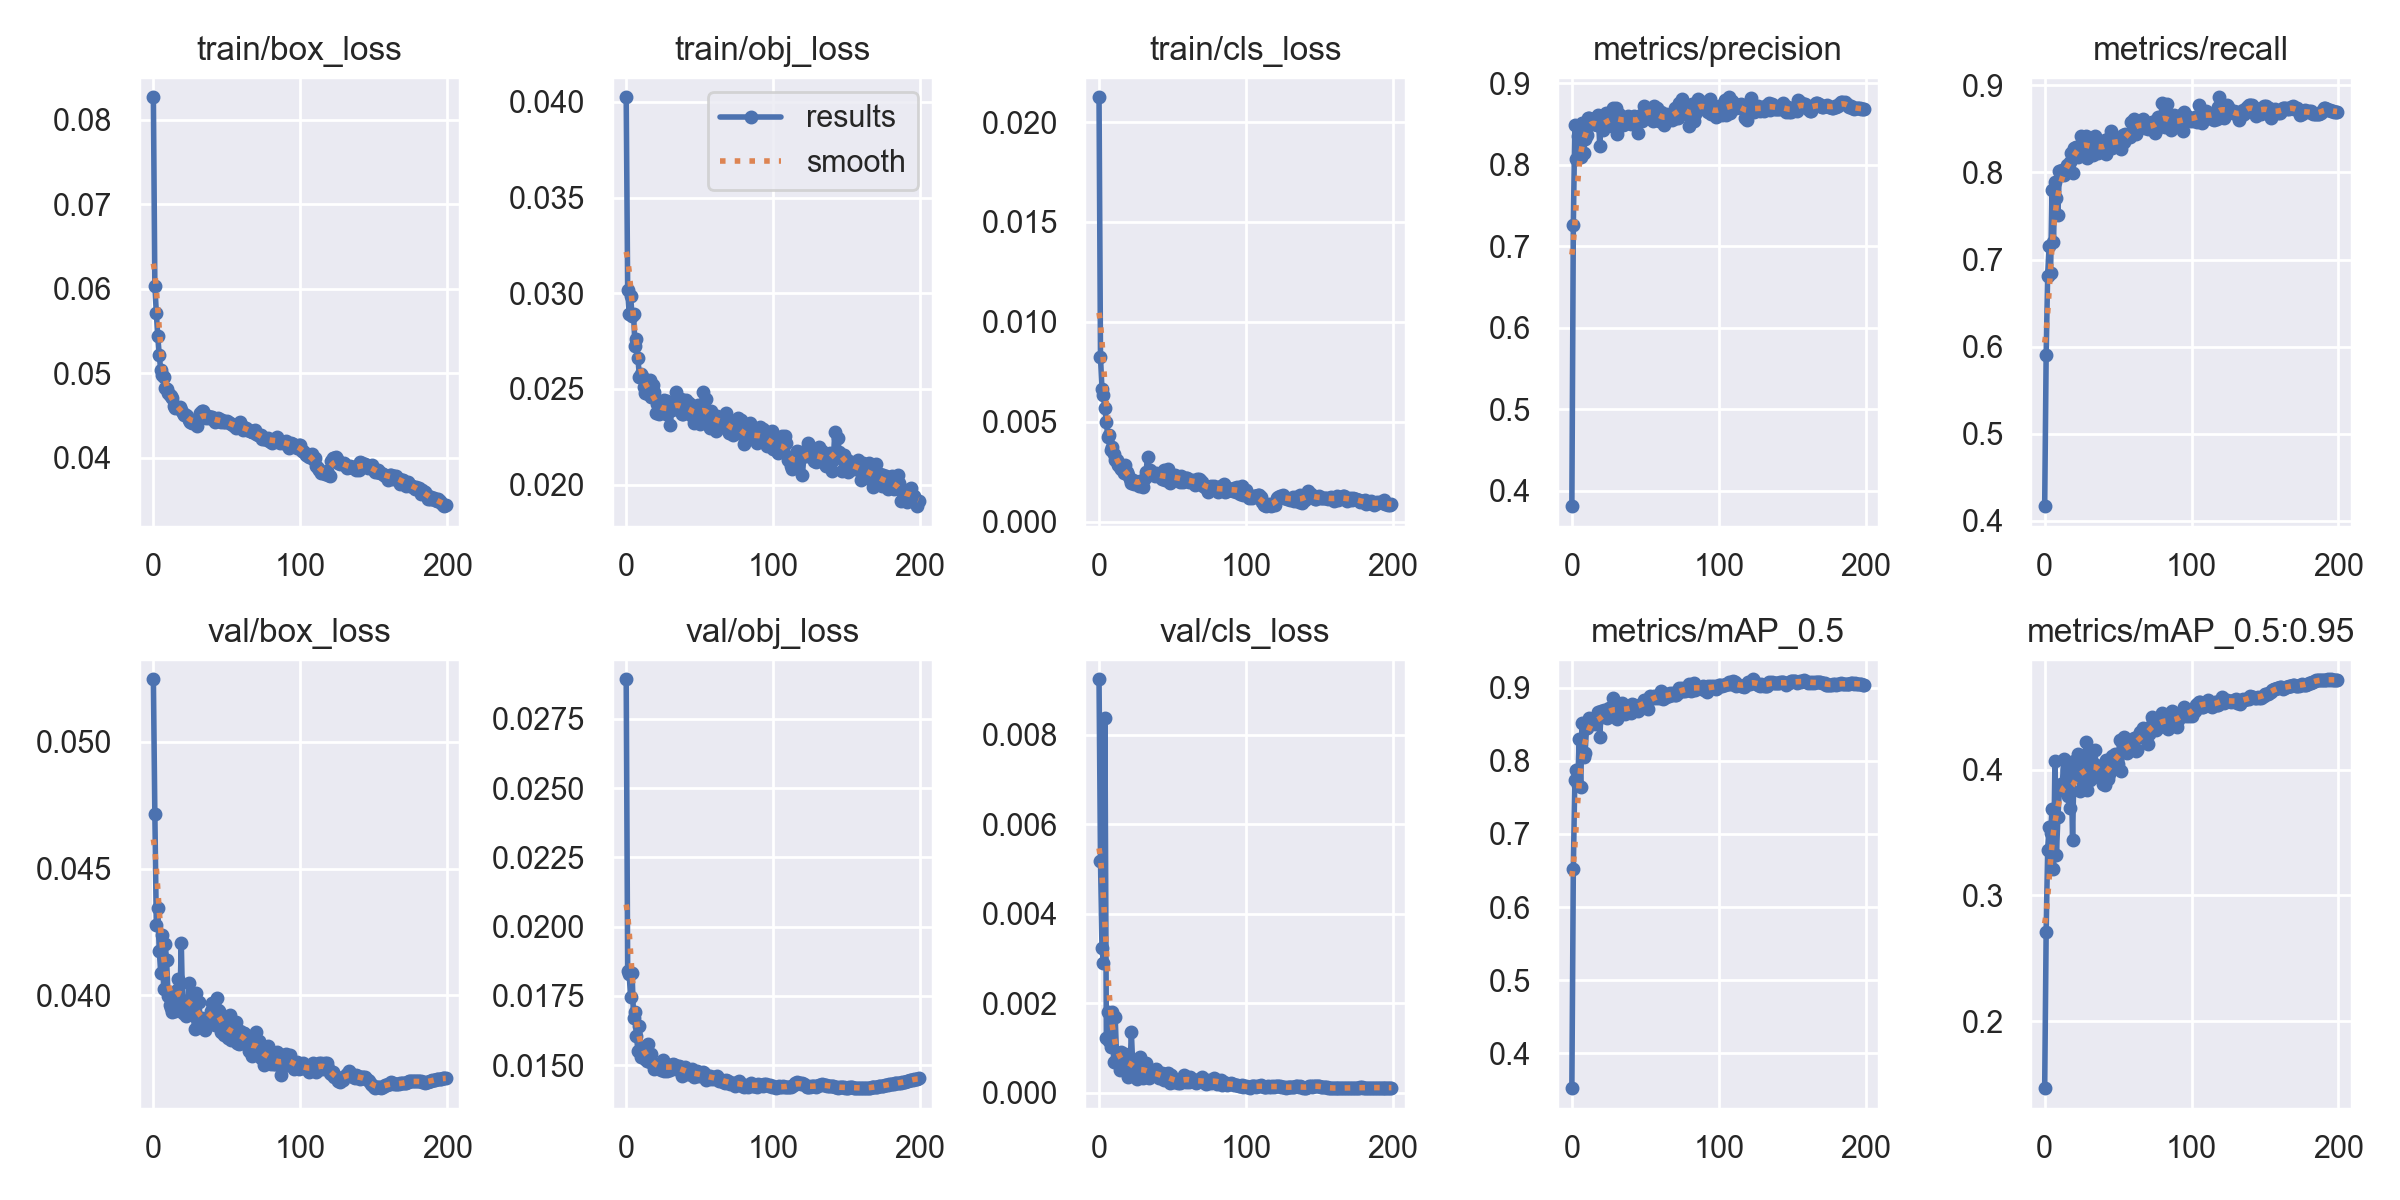 train/box_loss
0.08
0.07
0.06
0.05
0.04
0 100 200
train/obj_loss
results
smooth
0.040
0.035
0.030
0.025
0.020
0 100 200
train/cls_loss
0.020
0.015
0.010
0.005
0.000
0 100 200
metrics/precision
0.9
0.8
0.7
0.6
0.5
0.4
0 100 200
metrics/recall
0.9
0.8
0.7
0.6
0.5
0.4
0 100 200
val/box_loss
0.050
0.045
0.040
0 100 200
val/obj_loss
0.0275
0.0250
0.0225
0.0200
0.0175
0.0150
0 100 200
val/cls_loss
0.008
0.006
0.004
0.002
0.000
0 100 200
metrics/mAP_0.5
0.9
0.8
0.7
0.6
0.5
0.4
0 100 200
metrics/mAP_0.5:0.95
0.4
0.3
0.2
0 100 200